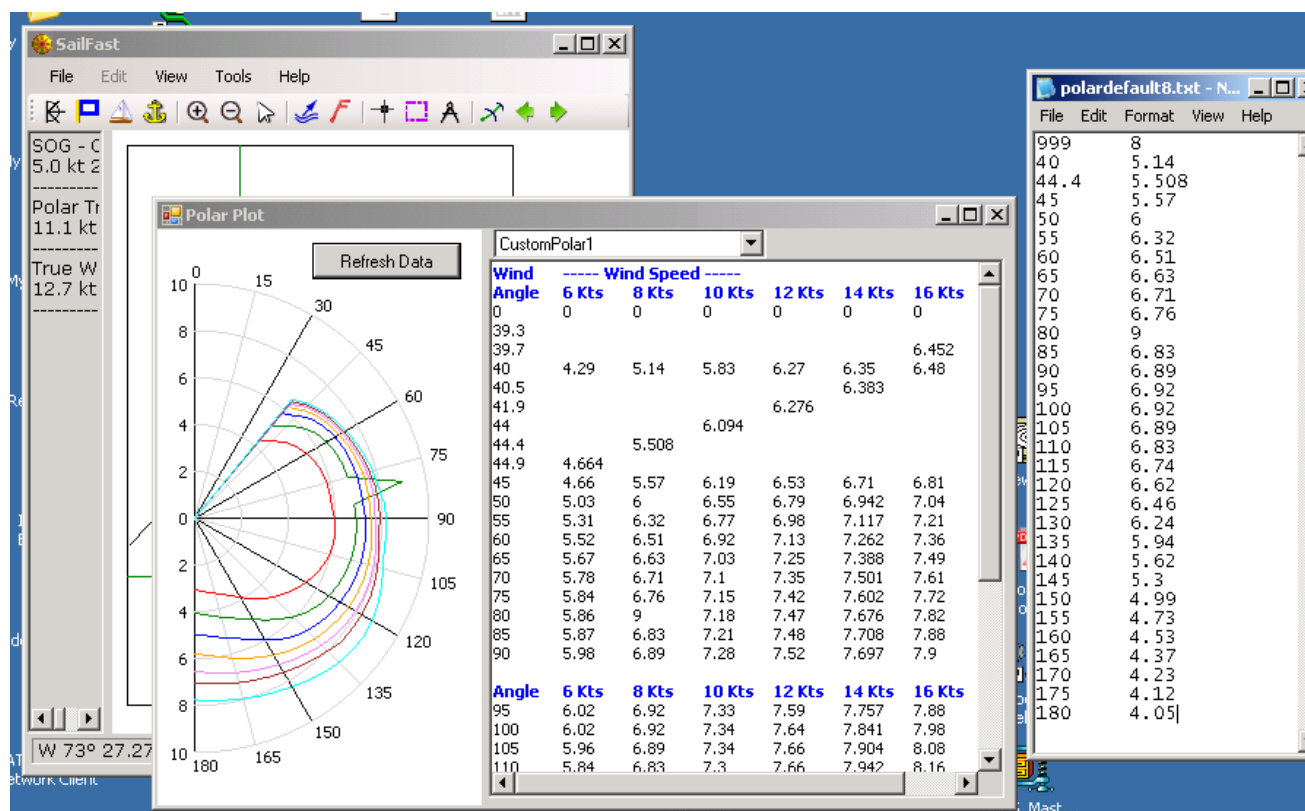 SailFast
File Edit View Tools Help
SOG - C
5.0 kt 2
---------
Polar Tr
11.1 kt
---------
True W
12.7 kt
---------
W 73º 27.27
Polar Plot
Refresh Data
0
15
30
45
60
75
90
105
120
135
150
165
180
10
8
6
4
2
0
2
4
6
8
10
CustomPolar1
Wind ----- Wind Speed -----
Angle 6 Kts 8 Kts 10 Kts 12 Kts 14 Kts 16 Kts
0 0 0 0 0 0 0
39.3
39.7 6.452
40 4.29 5.14 5.83 6.27 6.35 6.48
40.5 6.383
41.9 6.276
44 6.094
44.4 5.508
44.9 4.664
45 4.66 5.57 6.19 6.53 6.71 6.81
50 5.03 6 6.55 6.79 6.942 7.04
55 5.31 6.32 6.77 6.98 7.117 7.21
60 5.52 6.51 6.92 7.13 7.262 7.36
65 5.67 6.63 7.03 7.25 7.388 7.49
70 5.78 6.71 7.1 7.35 7.501 7.61
75 5.84 6.76 7.15 7.42 7.602 7.72
80 5.86 9 7.18 7.47 7.676 7.82
85 5.87 6.83 7.21 7.48 7.708 7.88
90 5.98 6.89 7.28 7.52 7.697 7.9
Angle 6 Kts 8 Kts 10 Kts 12 Kts 14 Kts 16 Kts
95 6.02 6.92 7.33 7.59 7.757 7.88
100 6.02 6.92 7.34 7.64 7.841 7.98
105 5.96 6.89 7.34 7.66 7.904 8.08
110 5.84 6.83 7.3 7.66 7.942 8.16
polardefault8.txt - N...
File Edit Format View Help
999 8
40 5.14
44.4 5.508
45 5.57
50 6
55 6.32
60 6.51
65 6.63
70 6.71
75 6.76
80 9
85 6.83
90 6.89
95 6.92
100 6.92
105 6.89
110 6.83
115 6.74
120 6.62
125 6.46
130 6.24
135 5.94
140 5.62
145 5.3
150 4.99
155 4.73
160 4.53
165 4.37
170 4.23
175 4.12
180 4.05
etwork Client
Mast